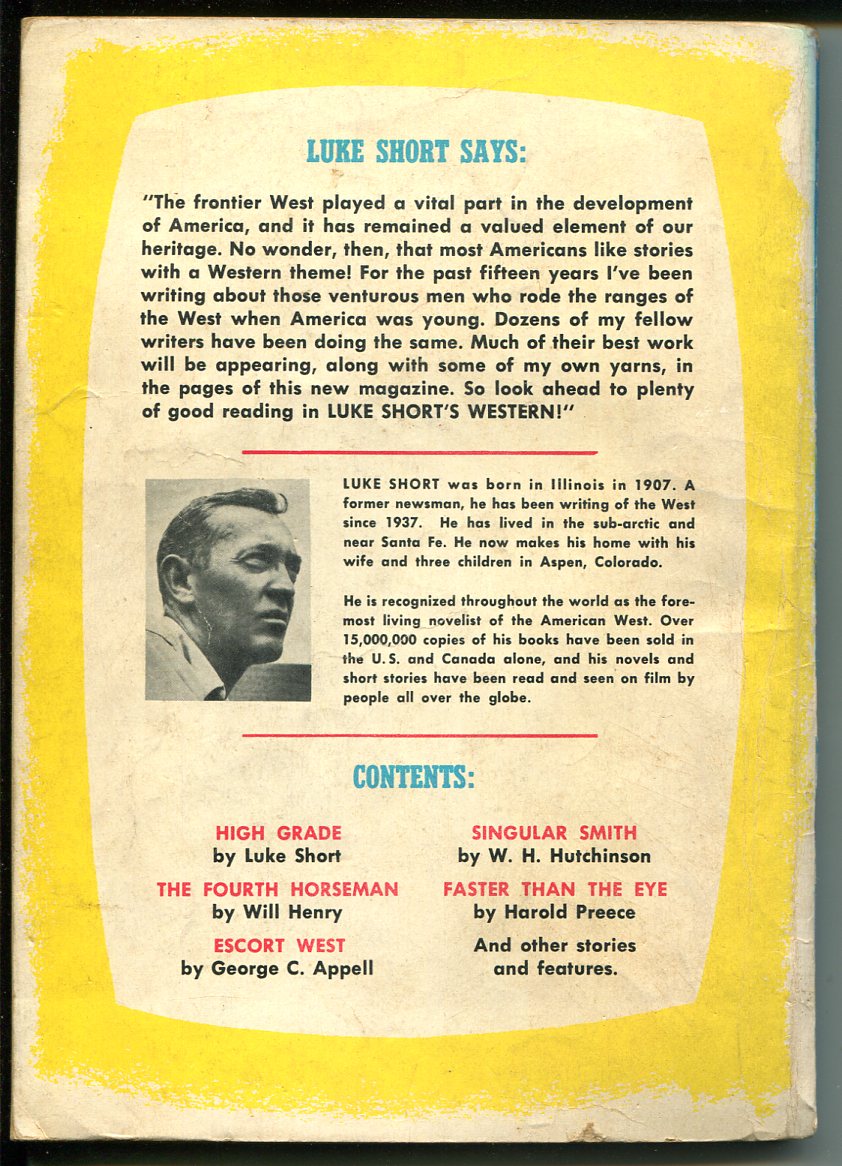 LUKE SHORT SAYS:
"The frontier West played a vital part in the development
of America, and it has remained a valued element of our
heritage. No wonder, then, that most Americans like stories
with a Western theme! For the past fifteen years I've been
writing about those venturous men who rode the ranges of
the West when America was young. Dozens of my fellow
writers have been doing the same. Much of their best work
will be appearing, along with some of my own yarns, in
the pages of this new magazine. So look ahead to plenty
of good reading in LUKE SHORT'S WESTERN!"
LUKE SHORT was born in Illinois in 1907. A
former newsman, he has been writing of the West
since 1937. He has lived in the sub-arctic and
near Santa Fe. He now makes his home with his
wife and three children in Aspen, Colorado.
He is recognized throughout the world as the fore-
most living novelist of the American West. Over
15,000,000 copies of his books have been sold in
the U.S. and Canada alone, and his novels and
short stories have been read and seen on film by
people all over the globe.
CONTENTS:
HIGH GRADE
by Luke Short
THE FOURTH HORSEMAN
by Will Henry
ESCORT WEST
by George C. Appell
SINGULAR SMITH
by W. H. Hutchinson
FASTER THAN THE EYE
by Harold Preece
And other stories
and features.